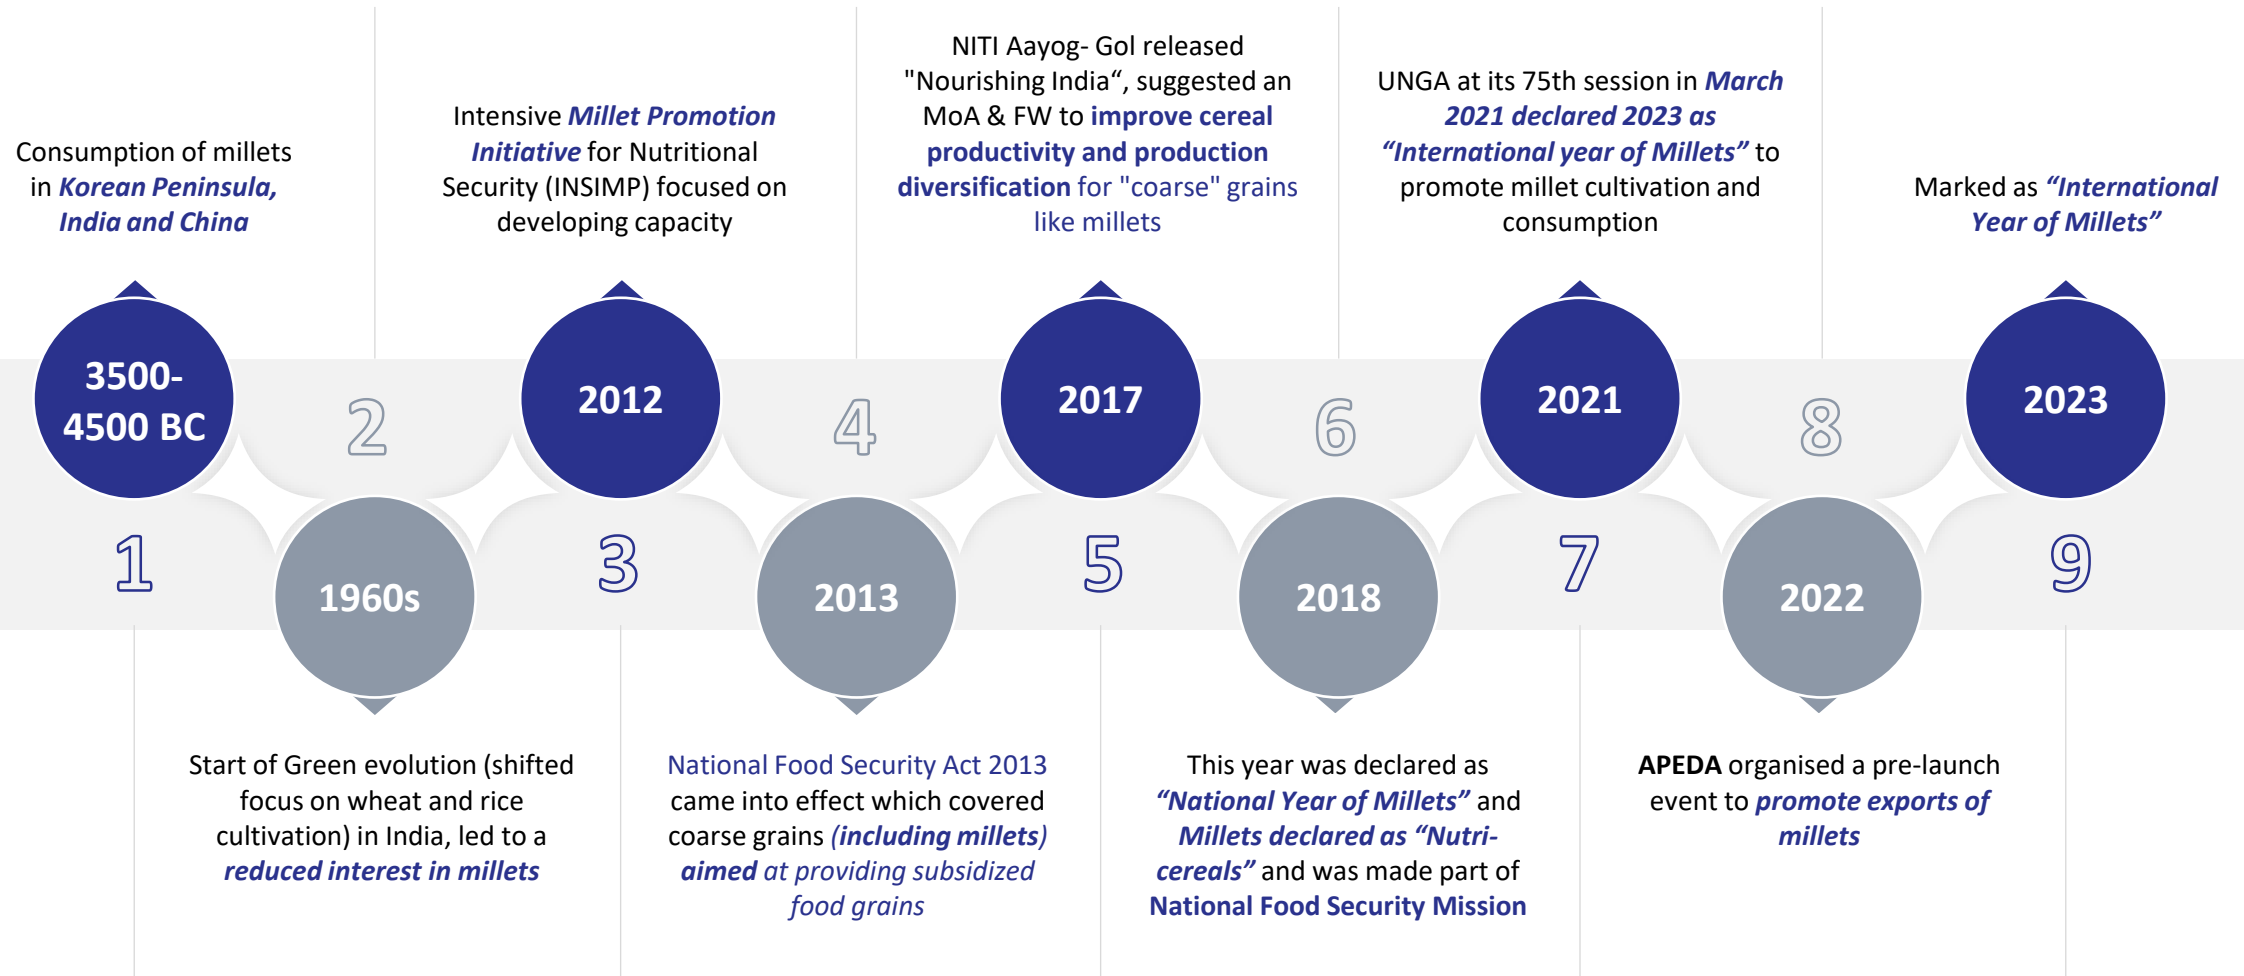 Consumption of millets
in Korean Peninsula,
India and China
3500-
4500 BC
1
2
1960s
Start of Green evolution (shifted
focus on wheat and rice
cultivation) in India, led to a
reduced interest in millets
Intensive Millet Promotion
Initiative for Nutritional
Security (INSIMP) focused on
developing capacity
2012
3
4
2013
National Food Security Act 2013
came into effect which covered
coarse grains (including millets)
aimed at providing subsidized
food grains
NITI Aayog- GoI released
"Nourishing India“, suggested an
MoA & FW to improve cereal
productivity and production
diversification for "coarse" grains
like millets
2017
5
6
2018
This year was declared as
“National Year of Millets” and
Millets declared as “Nutri-
cereals” and was made part of
National Food Security Mission
UNGA at its 75th session in March
2021 declared 2023 as
“International year of Millets” to
promote millet cultivation and
consumption
2021
7
8
2022
APEDA organised a pre-launch
event to promote exports of
millets
Marked as “International
Year of Millets”
2023
9